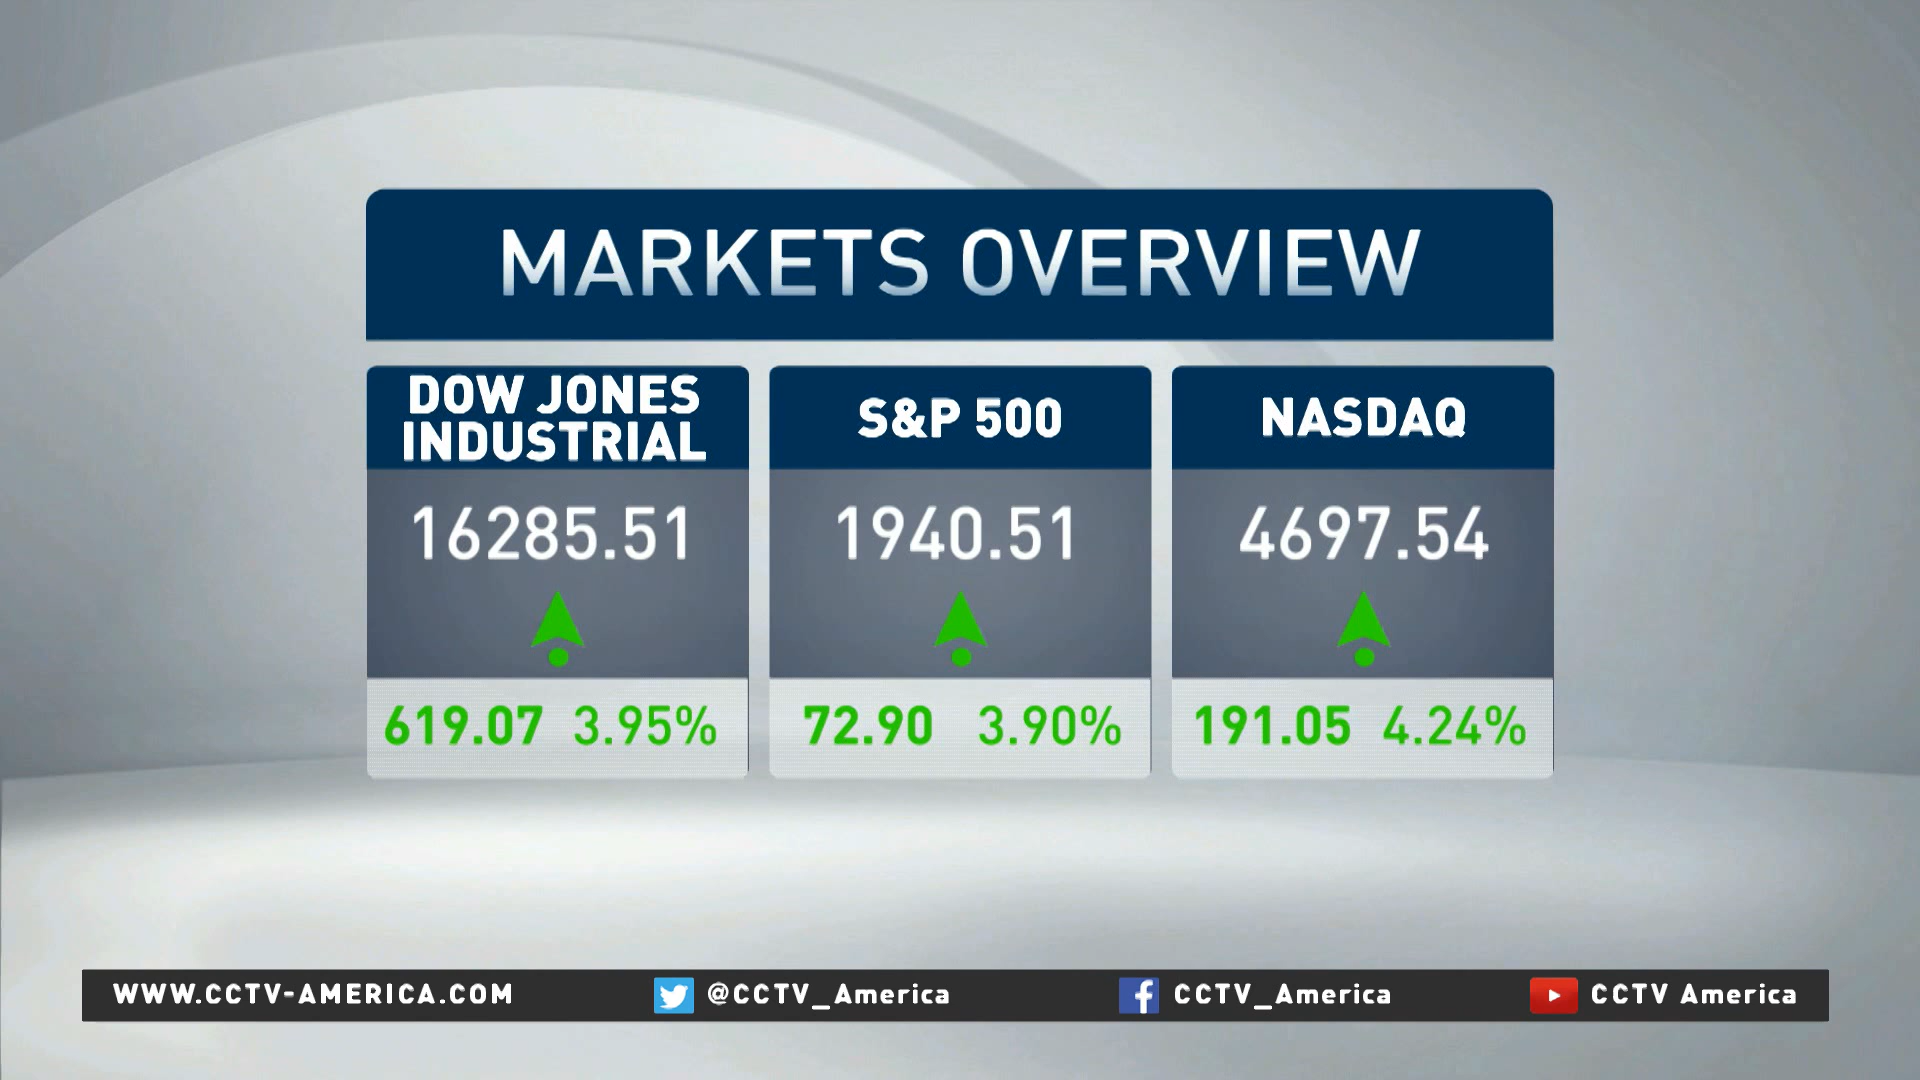 MARKETS OVERVIEW
DOW JONES
INDUSTRIAL
16285.51
619.07 3.95%
S&P 500
1940.51
72.90 3.90%
NASDAQ
4697.54
191.05 4.24%
WWW.CCTV-AMERICA.COM @CCTV_America CCTV_America CCTV America